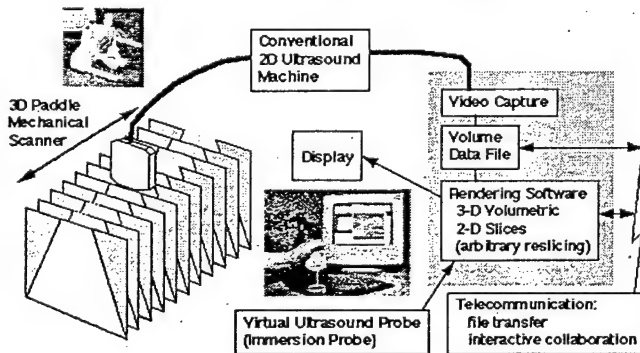 Conventional
2D Ultrasound
Machine
3D Paddle
Mechanical
Scanner
Video Capture
Volume
Data File
Display
Rendering Software
3-D Volumetric
2-D Slices
(arbitrary reslicing)
Virtual Ultrasound Probe
(Immersion Probe)
Telecommunication:
file transfer
interactive collaboration